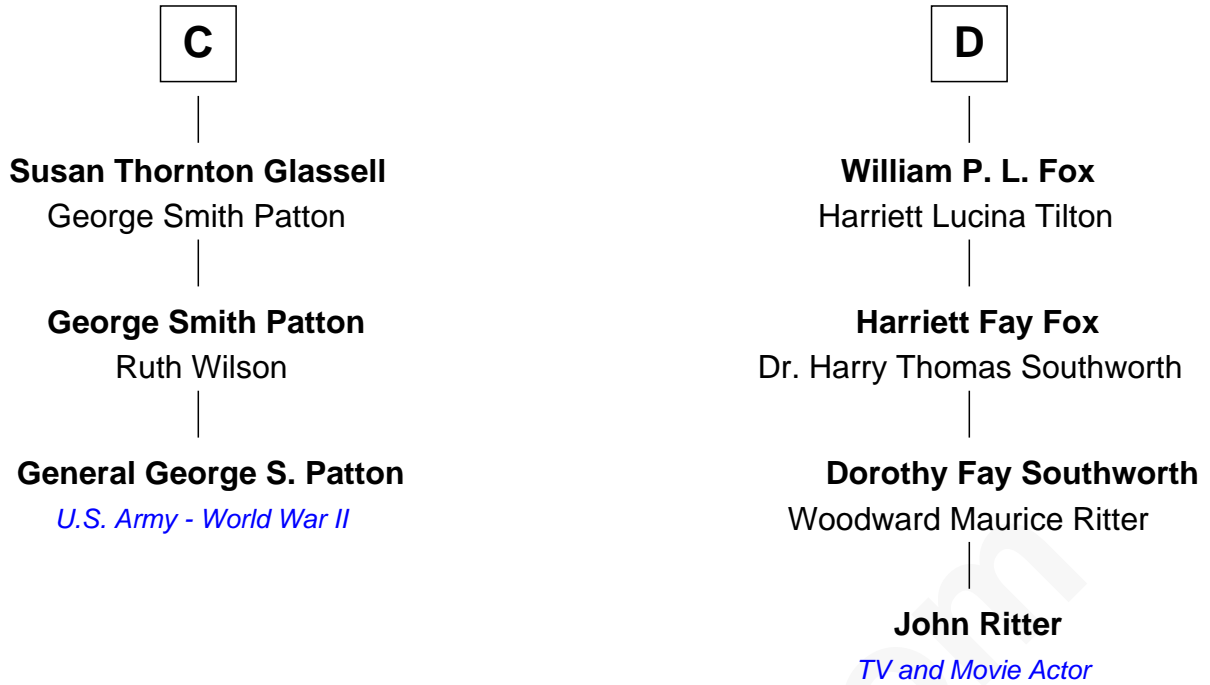 C
Susan Thornton Glassell
George Smith Patton
George Smith Patton
Ruth Wilson
General George S. Patton
U.S. Army - World War II
D
William P. L. Fox
Harriett Lucina Tilton
Harriett Fay Fox
Dr. Harry Thomas Southworth
Dorothy Fay Southworth
Woodward Maurice Ritter
John Ritter
TV and Movie Actor